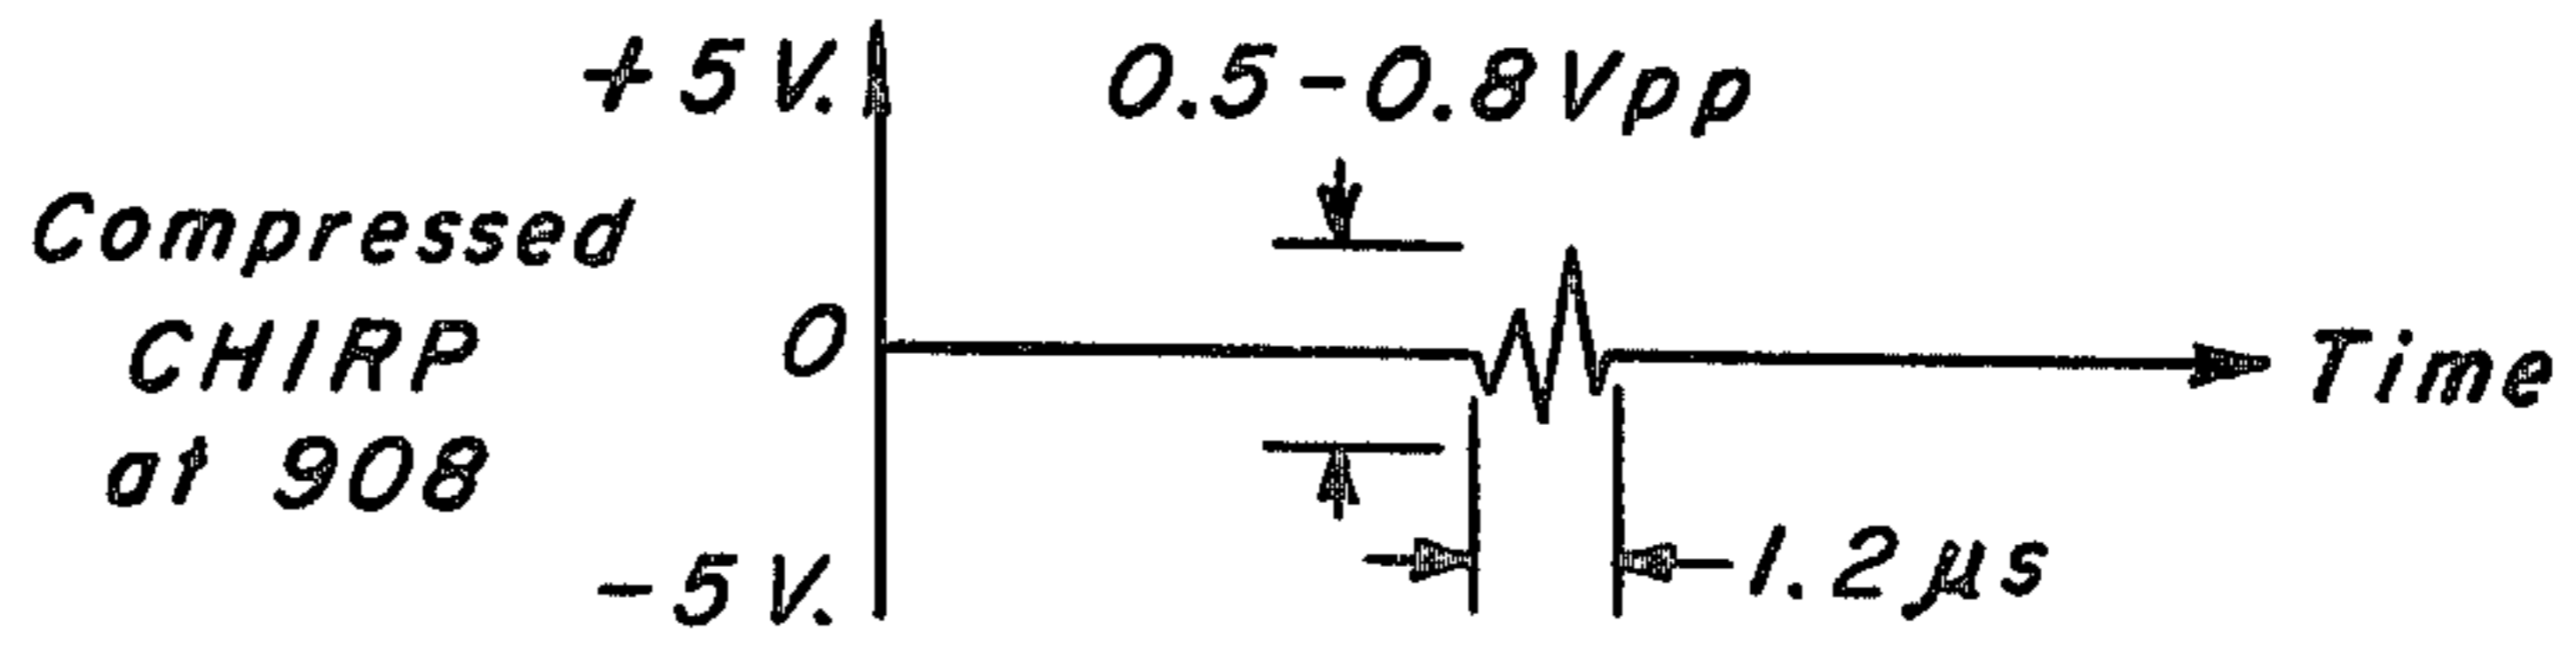 +5V.
0.5-0.8Vpp
Compressed
CHIRP
at 908
0
Time
-5V.
1.2μs